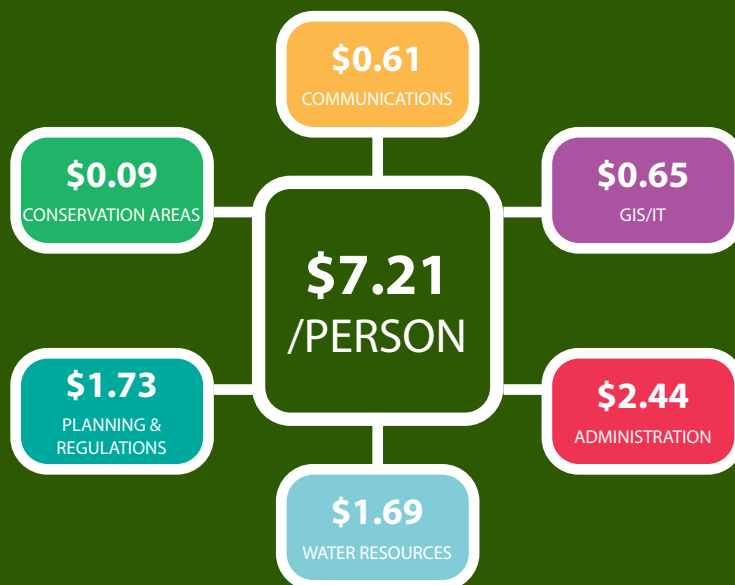 $0.61
COMMUNICATIONS
$0.09
CONSERVATION AREAS
$0.65
GIS/IT
$7.21
/PERSON
$1.73
PLANNING &
REGULATIONS
$2.44
ADMINISTRATION
$1.69
WATER RESOURCES